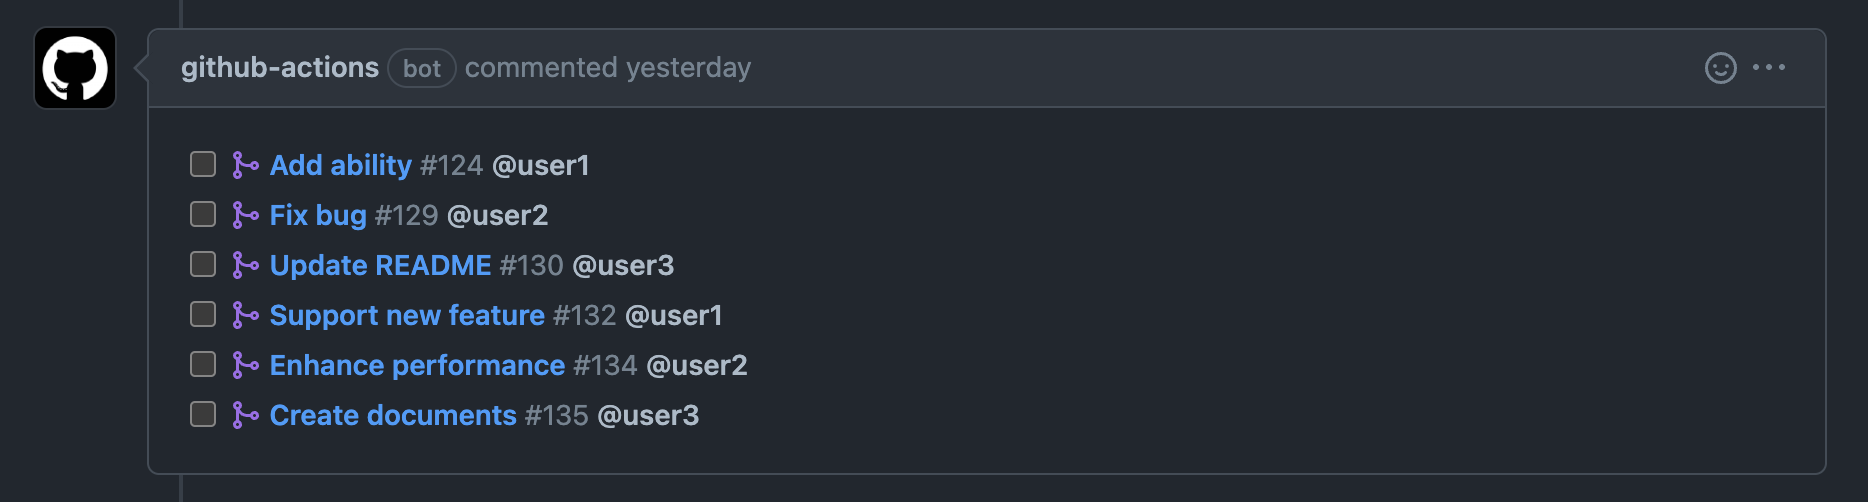 github-actions bot commented yesterday
Add ability #124 @user1
Fix bug #129 @user2
Update README #130 @user3
Support new feature #132 @user1
Enhance performance #134 @user2
Create documents #135 @user3